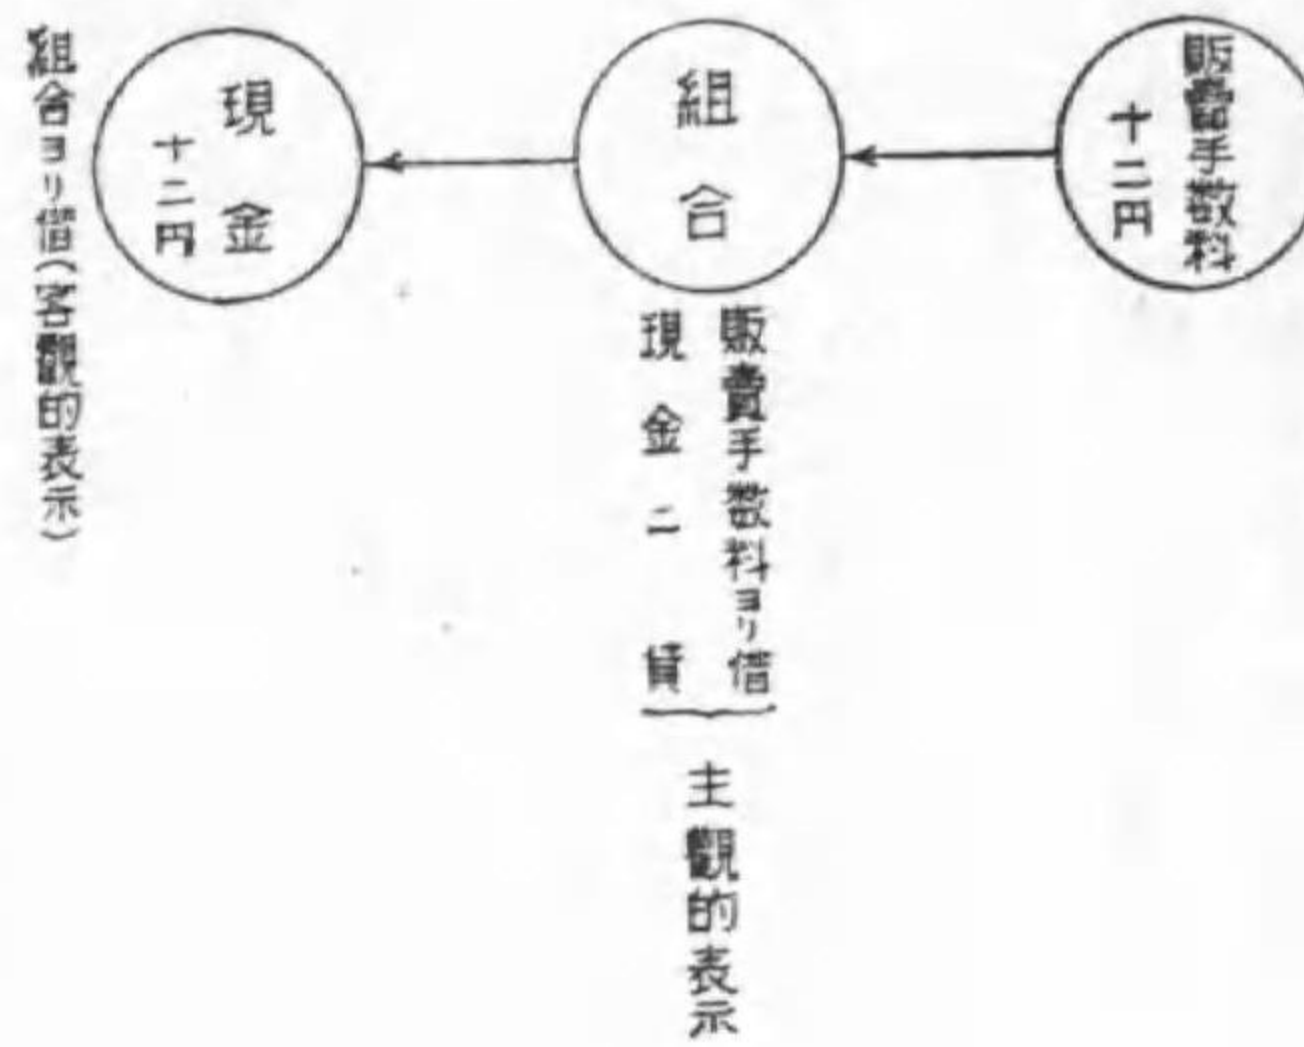 販賣手数料
十二円
組合
販賣手数料ヨリ借
現金ニ貸
主觀的表示
現金
十二円
組合ヨリ借(客觀的表示)